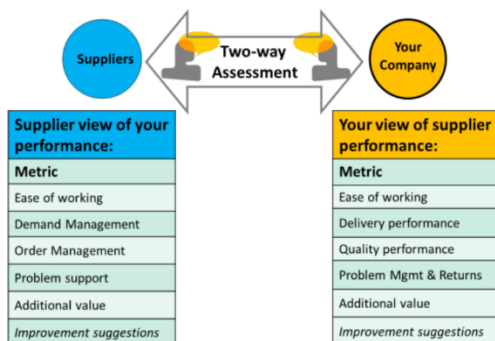 Suppliers
Two-way
Assessment
Your
Company
Supplier view of your
performance:
Metric
Ease of working
Demand Management
Order Management
Problem support
Additional value
Improvement suggestions
Your view of supplier
performance:
Metric
Ease of working
Delivery performance
Quality performance
Problem Mgmt & Returns
Additional value
Improvement suggestions